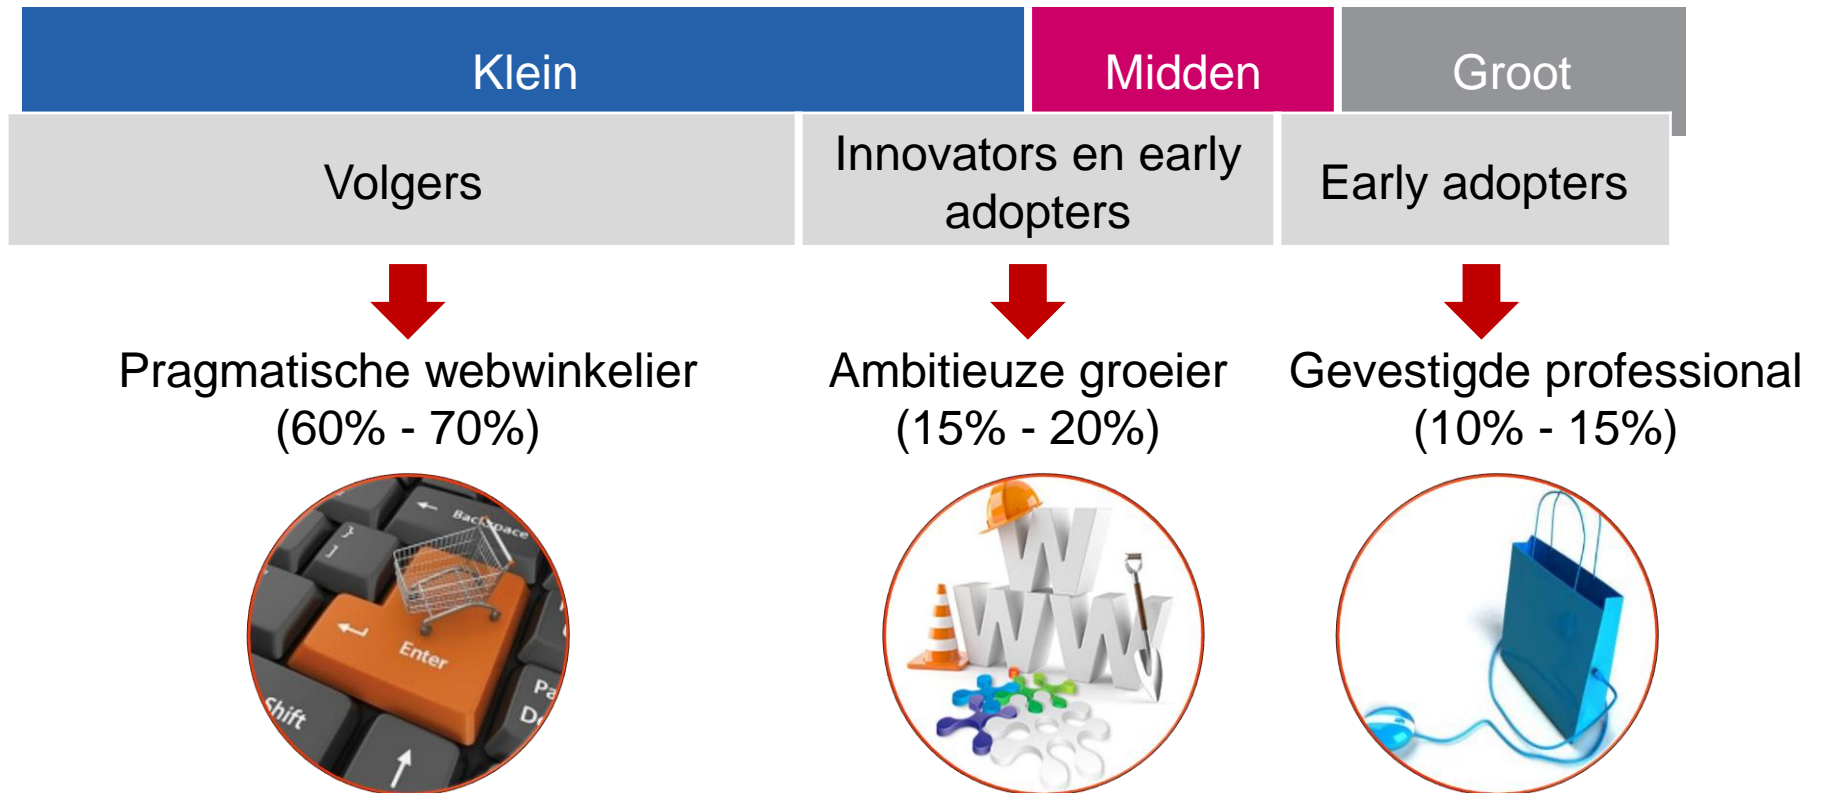 Klein
Midden
Groot
Volgers
Innovators en early
adopters
Early adopters
Pragmatische webwinkelier
(60% - 70%)
Ambitieuze groeier
(15% - 20%)
Gevestigde professional
(10% - 15%)
Backspace
}
]
Enter
Shift
W
W W